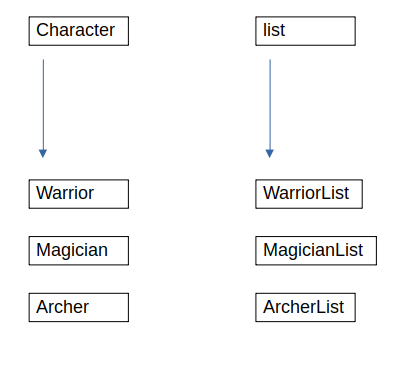 Character
list
Warrior
WarriorList
Magician
MagicianList
Archer
ArcherList